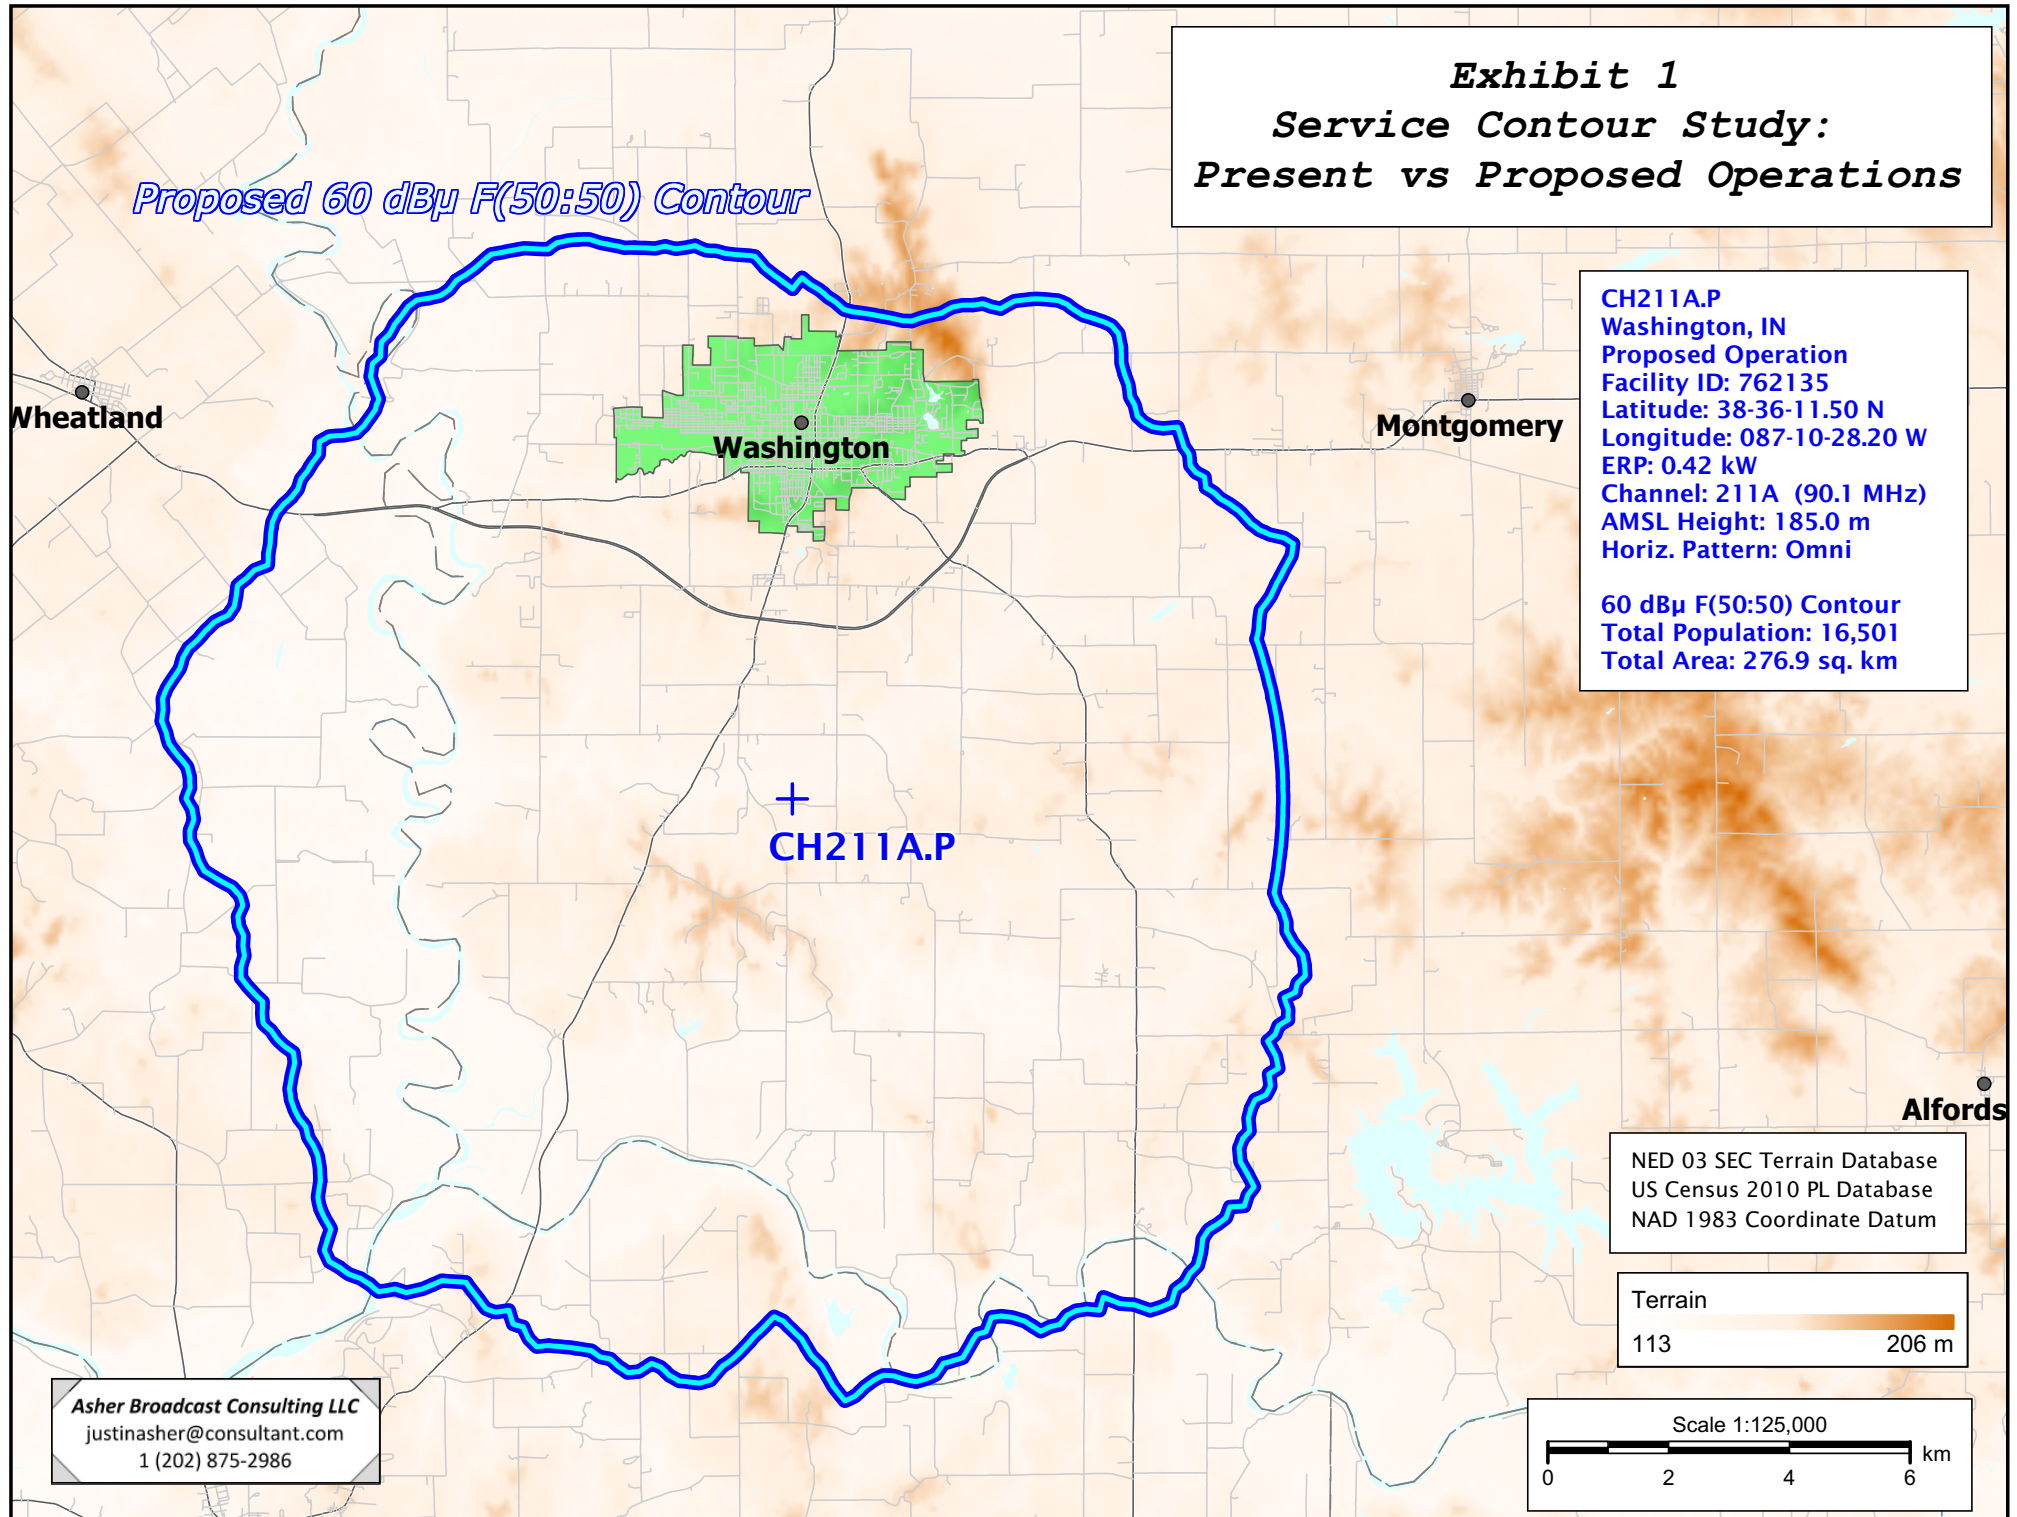 Exhibit 1
Service Contour Study:
Present vs Proposed Operations
Proposed 60 dBµ F(50:50) Contour
CH211A.P
Washington, IN
Proposed Operation
Facility ID: 762135
Latitude: 38-36-11.50 N
Longitude: 087-10-28.20 W
ERP: 0.42 kW
Channel: 211A (90.1 MHz)
AMSL Height: 185.0 m
Horiz. Pattern: Omni
60 dBµ F(50:50) Contour
Total Population: 16,501
Total Area: 276.9 sq. km
Wheatland
Washington
Montgomery
CH211A.P
Alfords
NED 03 SEC Terrain Database
US Census 2010 PL Database
NAD 1983 Coordinate Datum
Terrain
113 206 m
Asher Broadcast Consulting LLC
justinasher@consultant.com
1 (202) 875-2986
Scale 1:125,000
km
0 2 4 6